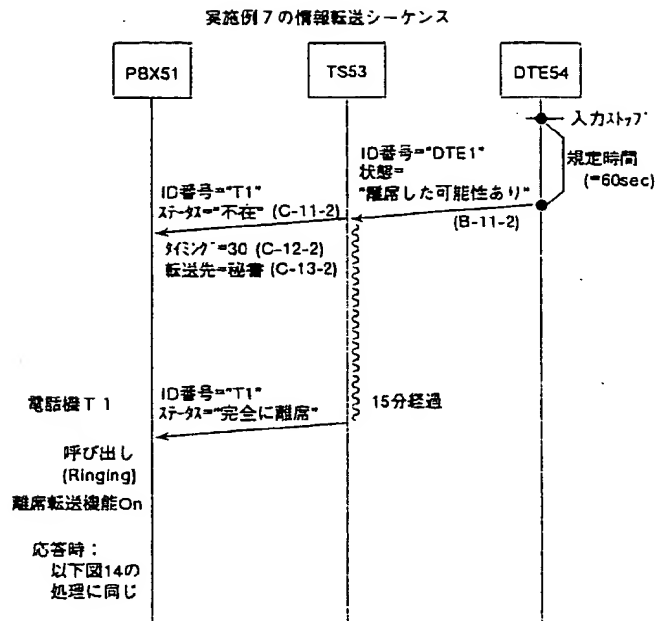 実施例7の情報転送シーケンス
PBX51
TS53
DTE54
入力ストップ
規定時間
(=60sec)
ID番号="DTE1"
状態=
"離席した可能性あり"
(B-11-2)
ID番号="T1"
ステータス="不在" (C-11-2)
タイミング=30 (C-12-2)
転送先=秘書 (C-13-2)
15分経過
電話機T1
ID番号="T1"
ステータス="完全に離席"
呼び出し
(Ringing)
離席転送機能On
応答時:
以下図14の
処理に同じ